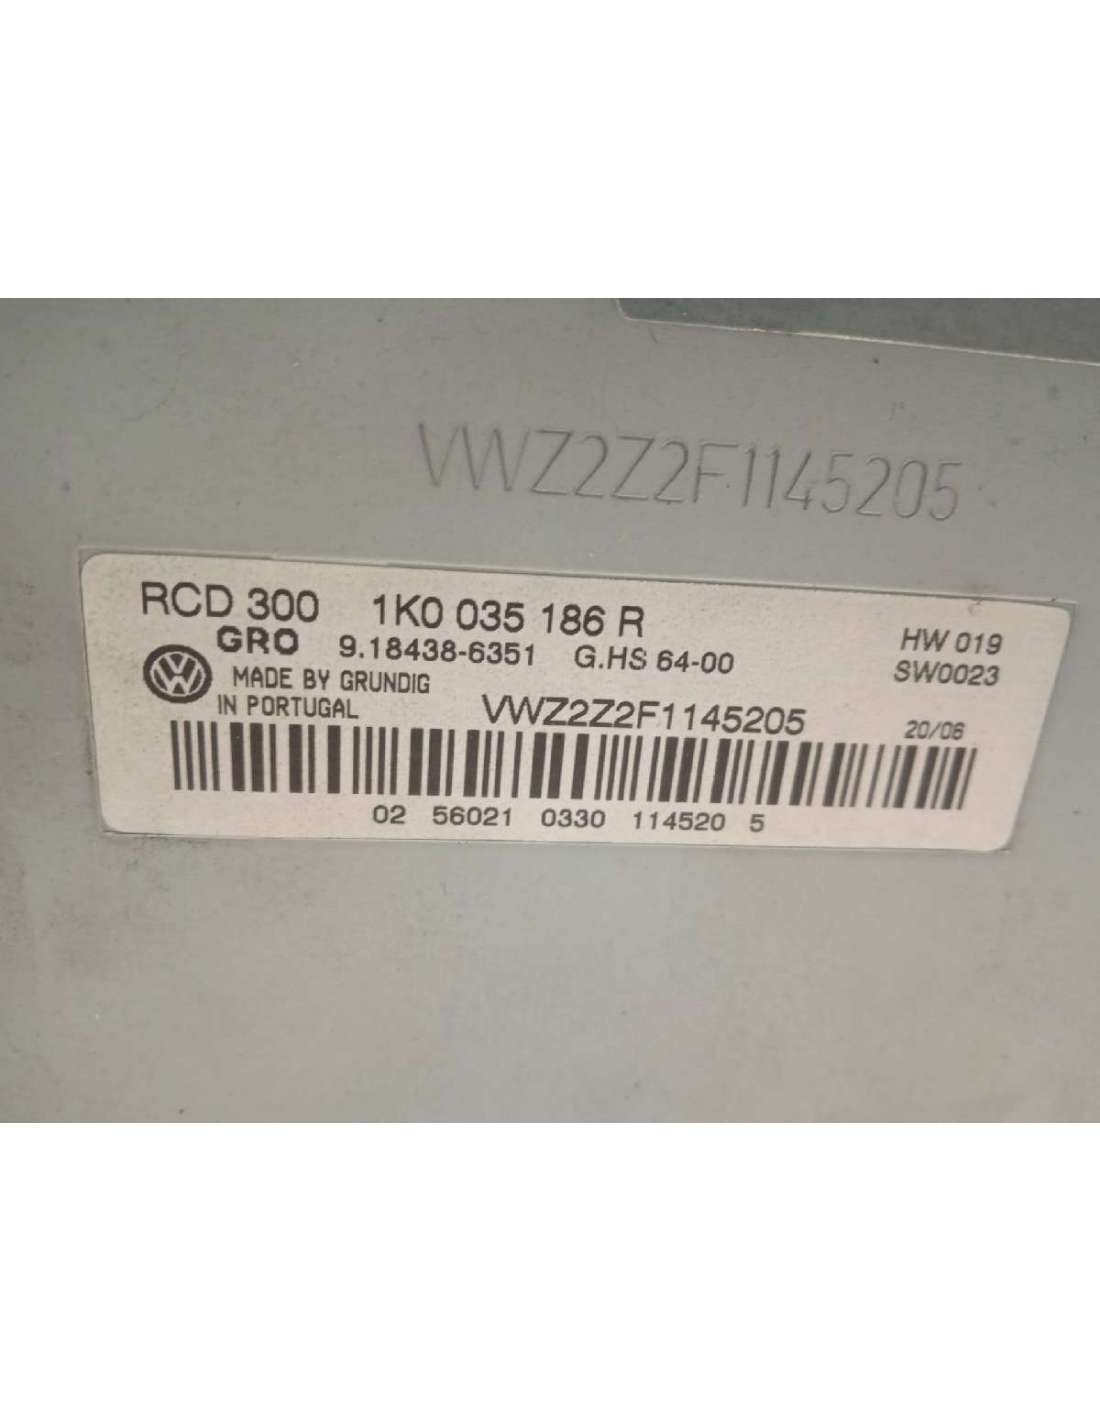 VWZ2Z2F1145205
RCD 300 1K0 035 186 R
GRO 9.18438-6351 G.HS 64-00 HW 019
MADE BY GRUNDIG SW0023
IN PORTUGAL VWZ2Z2F1145205 20/06
02 56021 0330 114520 5